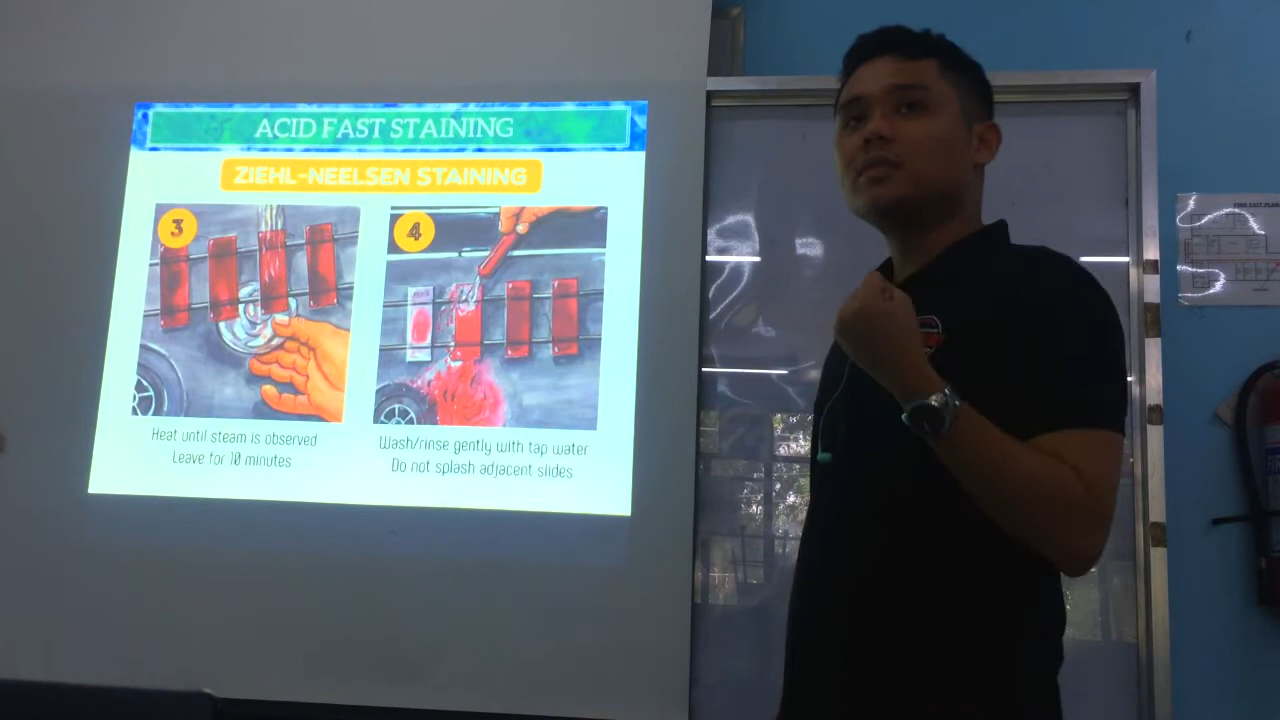 ACID FAST STAINING
ZIEHL-NEELSEN STAINING
3
4
Heat until steam is observed
Leave for 10 minutes
Wash/rinse gently with tap water
Do not splash adjacent slides